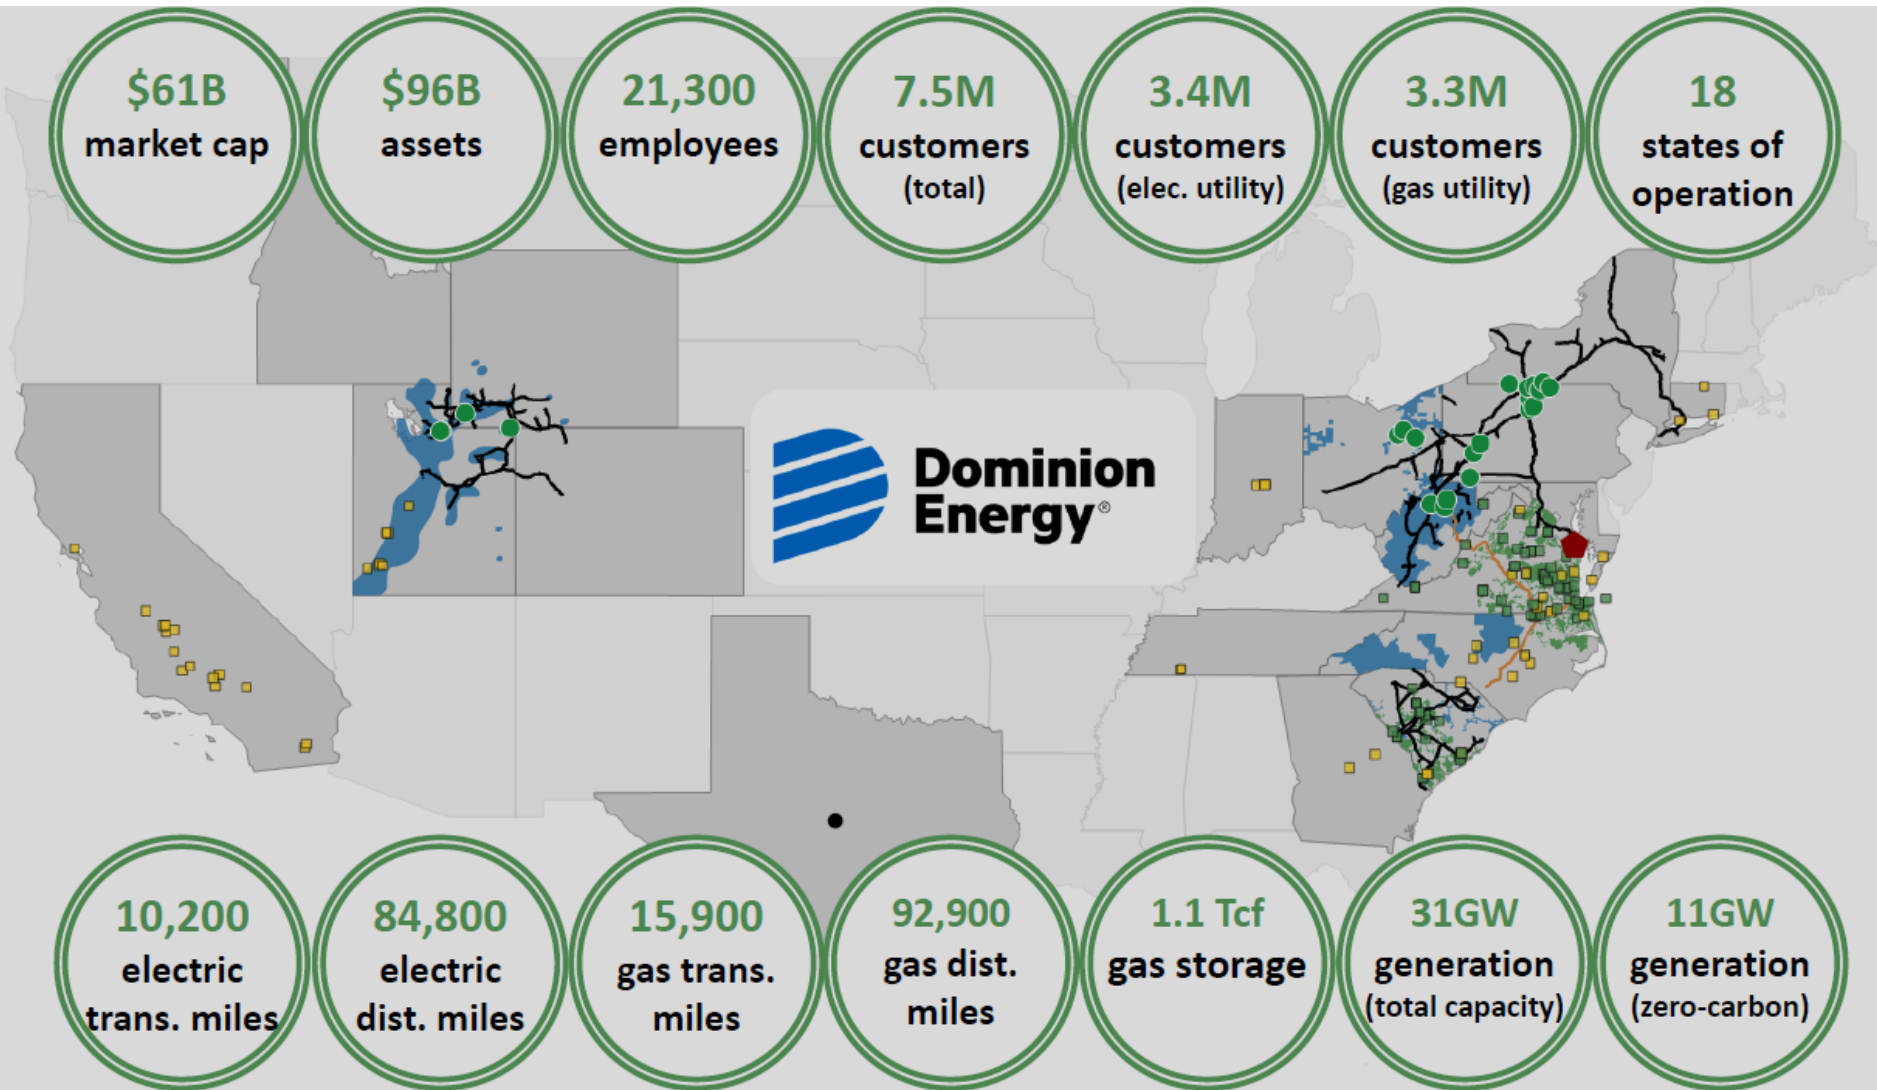 $61B
market cap
$96B
assets
21,300
employees
7.5M
customers
(total)
3.4M
customers
(elec. utility)
3.3M
customers
(gas utility)
18
states of
operation
Dominion
Energy®
10,200
electric
trans. miles
84,800
electric
dist. miles
15,900
gas trans.
miles
92,900
gas dist.
miles
1.1 Tcf
gas storage
31GW
generation
(total capacity)
11GW
generation
(zero-carbon)